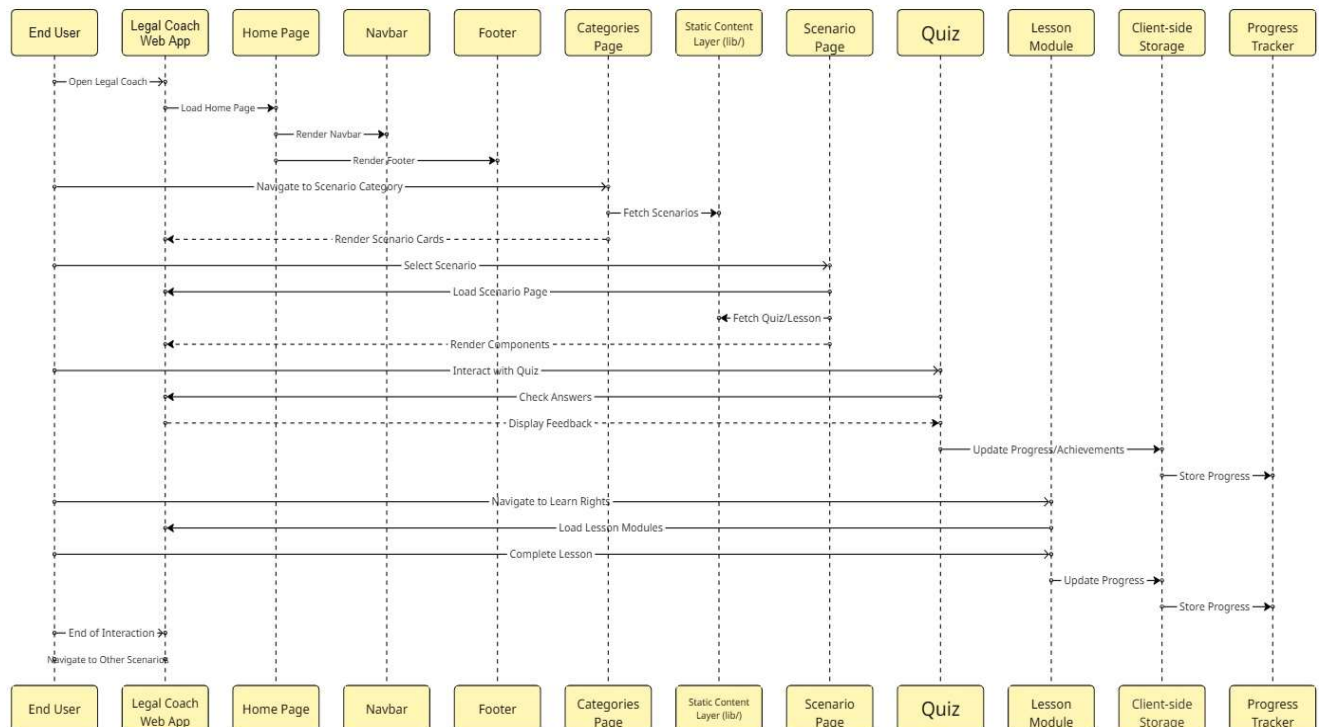 End User
Legal Coach
Web App
Home Page
Navbar
Footer
Categories
Page
Static Content
Layer (lib/)
Scenario
Page
Quiz
Lesson
Module
Client-side
Storage
Progress
Tracker
Open Legal Coach
Load Home Page
Render Navbar
Render Footer
Navigate to Scenario Category
Fetch Scenarios
Render Scenario Cards
Select Scenario
Load Scenario Page
Fetch Quiz/Lesson
Render Components
Interact with Quiz
Check Answers
Display Feedback
Update Progress/Achievements
Store Progress
Navigate to Learn Rights
Load Lesson Modules
Complete Lesson
Update Progress
Store Progress
End of Interaction
Navigate to Other Scenarios
End User
Legal Coach
Web App
Home Page
Navbar
Footer
Categories
Page
Static Content
Layer (lib/)
Scenario
Page
Quiz
Lesson
Module
Client-side
Storage
Progress
Tracker